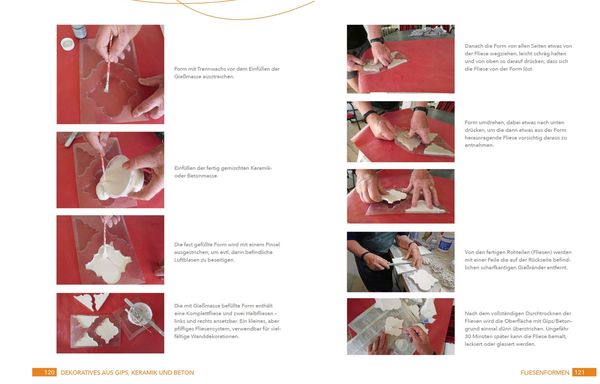 Form mit Trennwachs vor dem Einfüllen der
Gießmasse ausstreichen.
Einfüllen der fertig gemischten Keramik-
oder Betonmasse.
Die fast gefüllte Form wird mit einem Pinsel
ausgestrichen, um evtl. darin befindliche
Luftblasen zu beseitigen.
Die mit Gießmasse befüllte Form enthält
eine Komplettfliese und zwei Halbfliesen –
links und rechts ansetzbar. Ein kleines, aber
pfiffiges Fliesensystem, verwendbar für viel-
fältige Wanddekorationen.
120 DEKORATIVES AUS GIPS, KERAMIK UND BETON
Danach die Form von allen Seiten etwas von
der Fliese wegziehen, leicht schräg halten
und von oben so darauf drücken, dass sich
die Fliese von der Form löst.
Form umdrehen, dabei etwas nach unten
drücken, um die dann etwas aus der Form
herausragende Fliese vorsichtig daraus zu
entnehmen.
Von den fertigen Rohteilen (Fliesen) werden
mit einer Feile die auf der Rückseite befind-
lichen scharfkantigen Gießränder entfernt.
Nach dem vollständigen Durchtrocknen der
Fliesen wird die Oberfläche mit Gips/Beton-
grund einmal dünn überstrichen. Ungefähr
30 Minuten später kann die Fliese bemalt,
lackiert oder glasiert werden.
FLIESENFORMEN 121